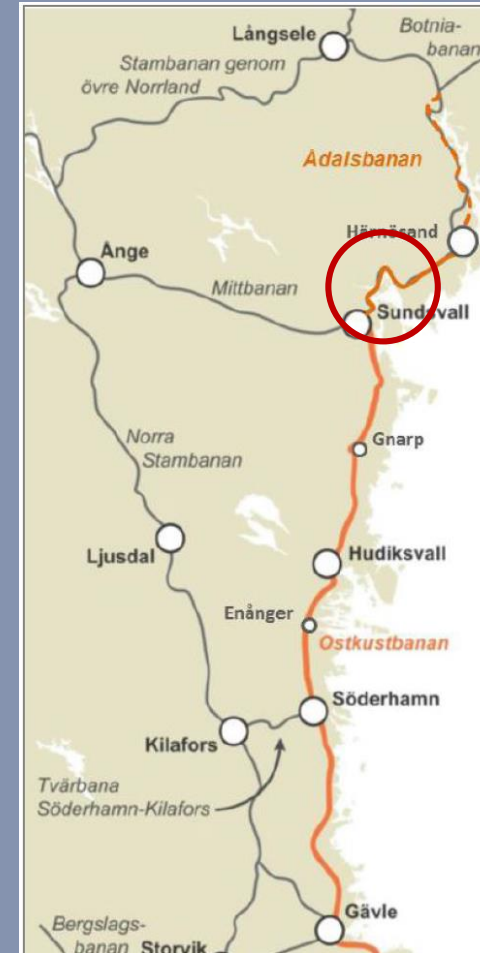 Långsele
Botnia-
banan
Stambanan genom
övre Norrland
Ådalsbanan
Härnösand
Ånge
Mittbanan
Sundsvall
Gnarp
Norra
Stambanan
Ljusdal
Hudiksvall
Enånger
Ostkustbanan
Söderhamn
Kilafors
Tvärbana
Söderhamn-Kilafors
Gävle
Bergslags-
banan
Storvik